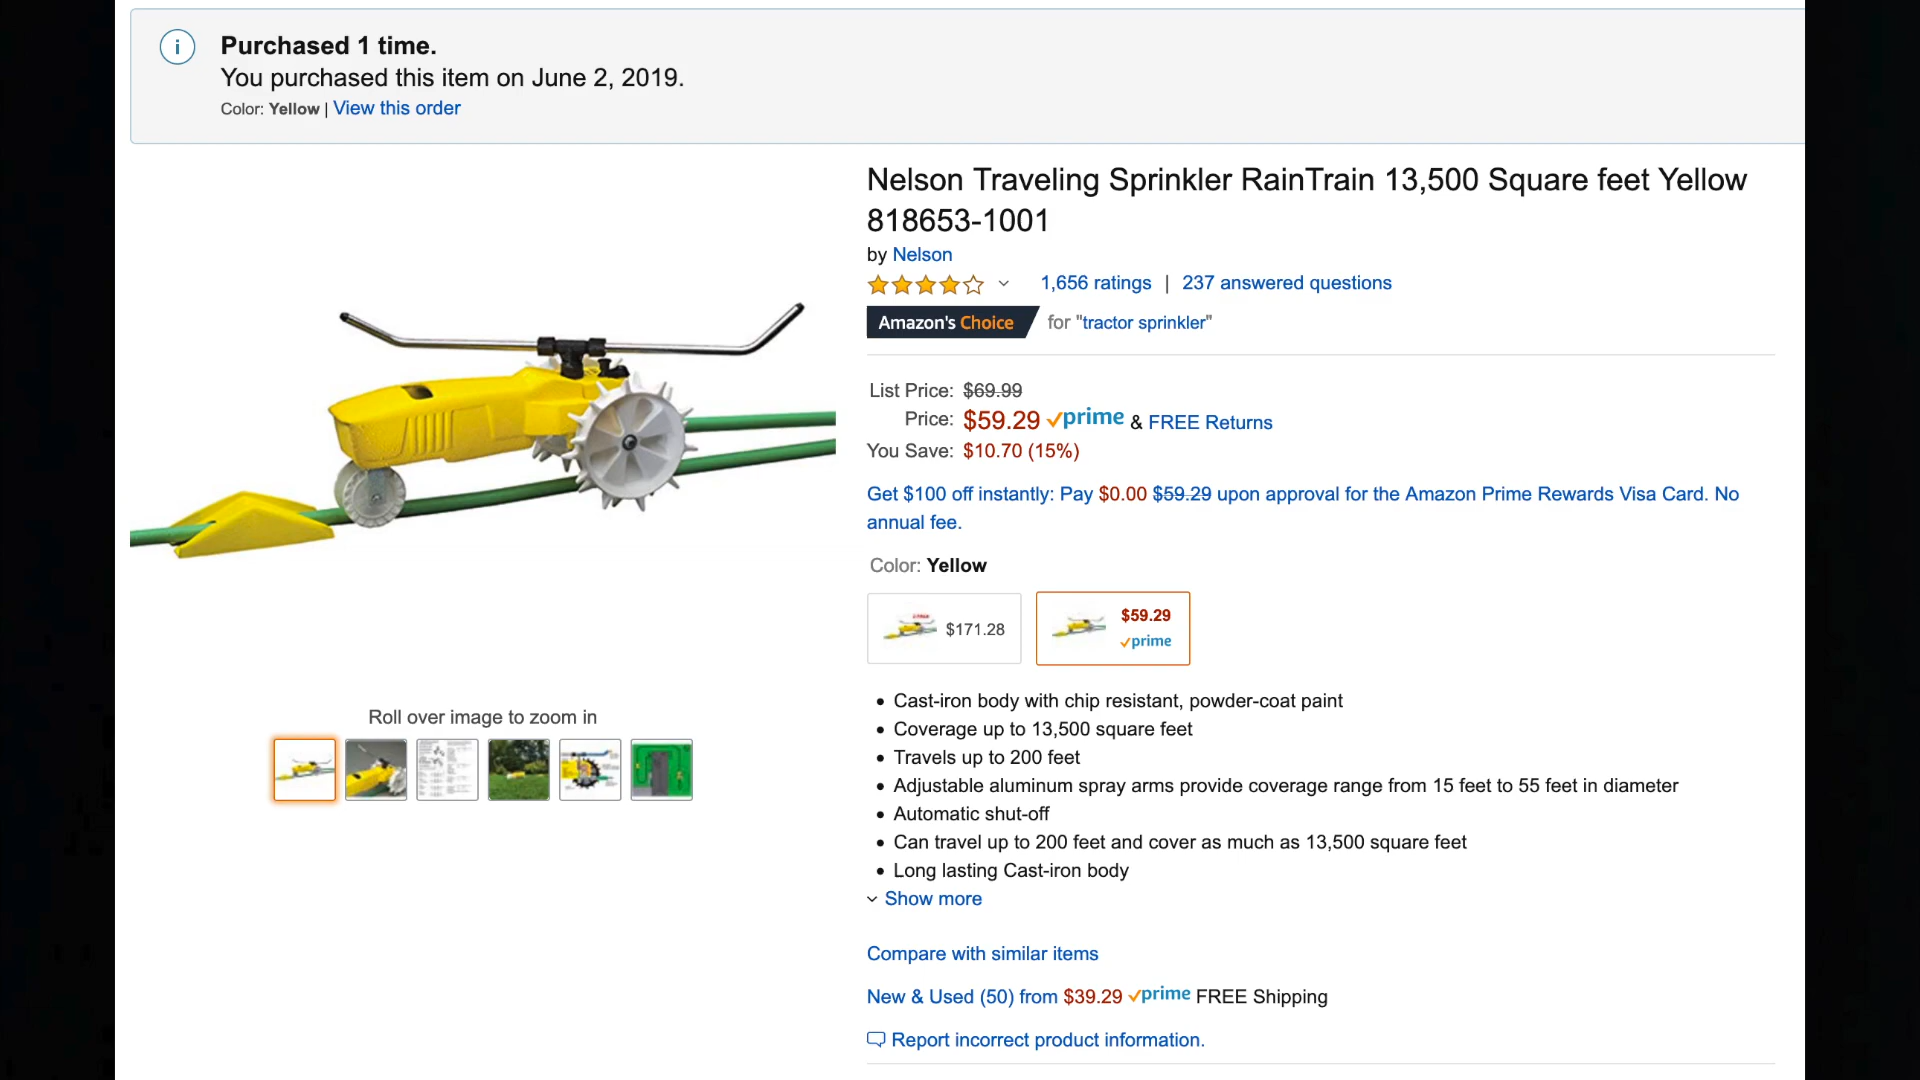 Purchased 1 time.
You purchased this item on June 2, 2019.
Color: Yellow | View this order
Nelson Traveling Sprinkler RainTrain 13,500 Square feet Yellow
818653-1001
by Nelson
1,656 ratings | 237 answered questions
Amazon's Choice for "tractor sprinkler"
List Price: $69.99
Price: $59.29 prime & FREE Returns
You Save: $10.70 (15%)
Get $100 off instantly: Pay $0.00 $59.29 upon approval for the Amazon Prime Rewards Visa Card. No
annual fee.
Color: Yellow
$171.28
$59.29
prime
Cast-iron body with chip resistant, powder-coat paint
Coverage up to 13,500 square feet
Travels up to 200 feet
Adjustable aluminum spray arms provide coverage range from 15 feet to 55 feet in diameter
Automatic shut-off
Can travel up to 200 feet and cover as much as 13,500 square feet
Long lasting Cast-iron body
Show more
Roll over image to zoom in
Compare with similar items
New & Used (50) from $39.29 prime FREE Shipping
Report incorrect product information.